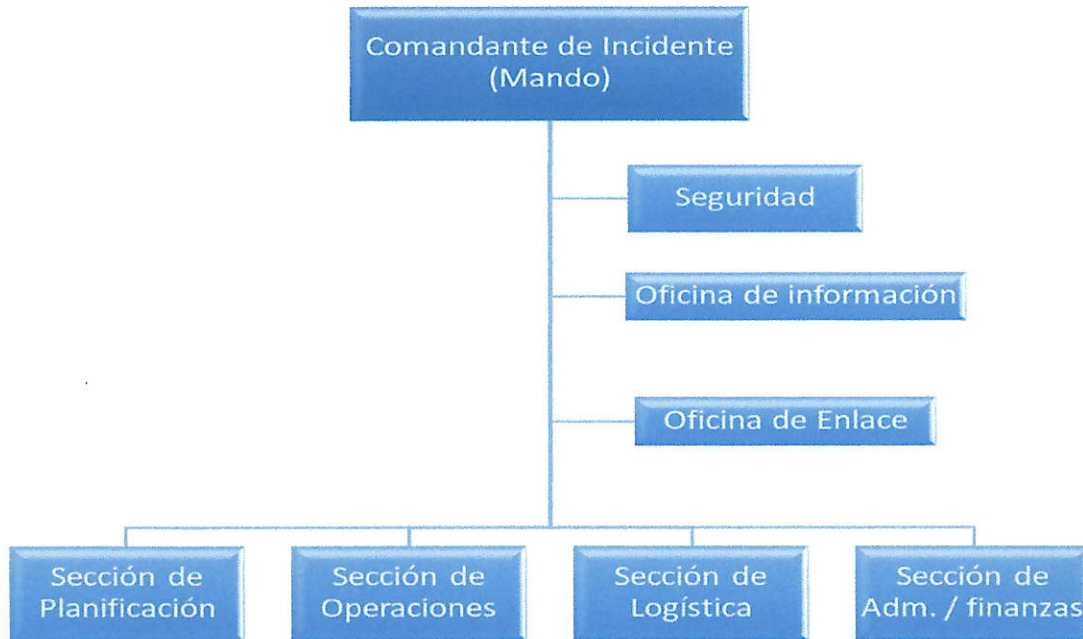 Comandante de Incidente
(Mando)
Seguridad
Oficina de información
Oficina de Enlace
Sección de
Planificación
Sección de
Operaciones
Sección de
Logística
Sección de
Adm. / finanzas